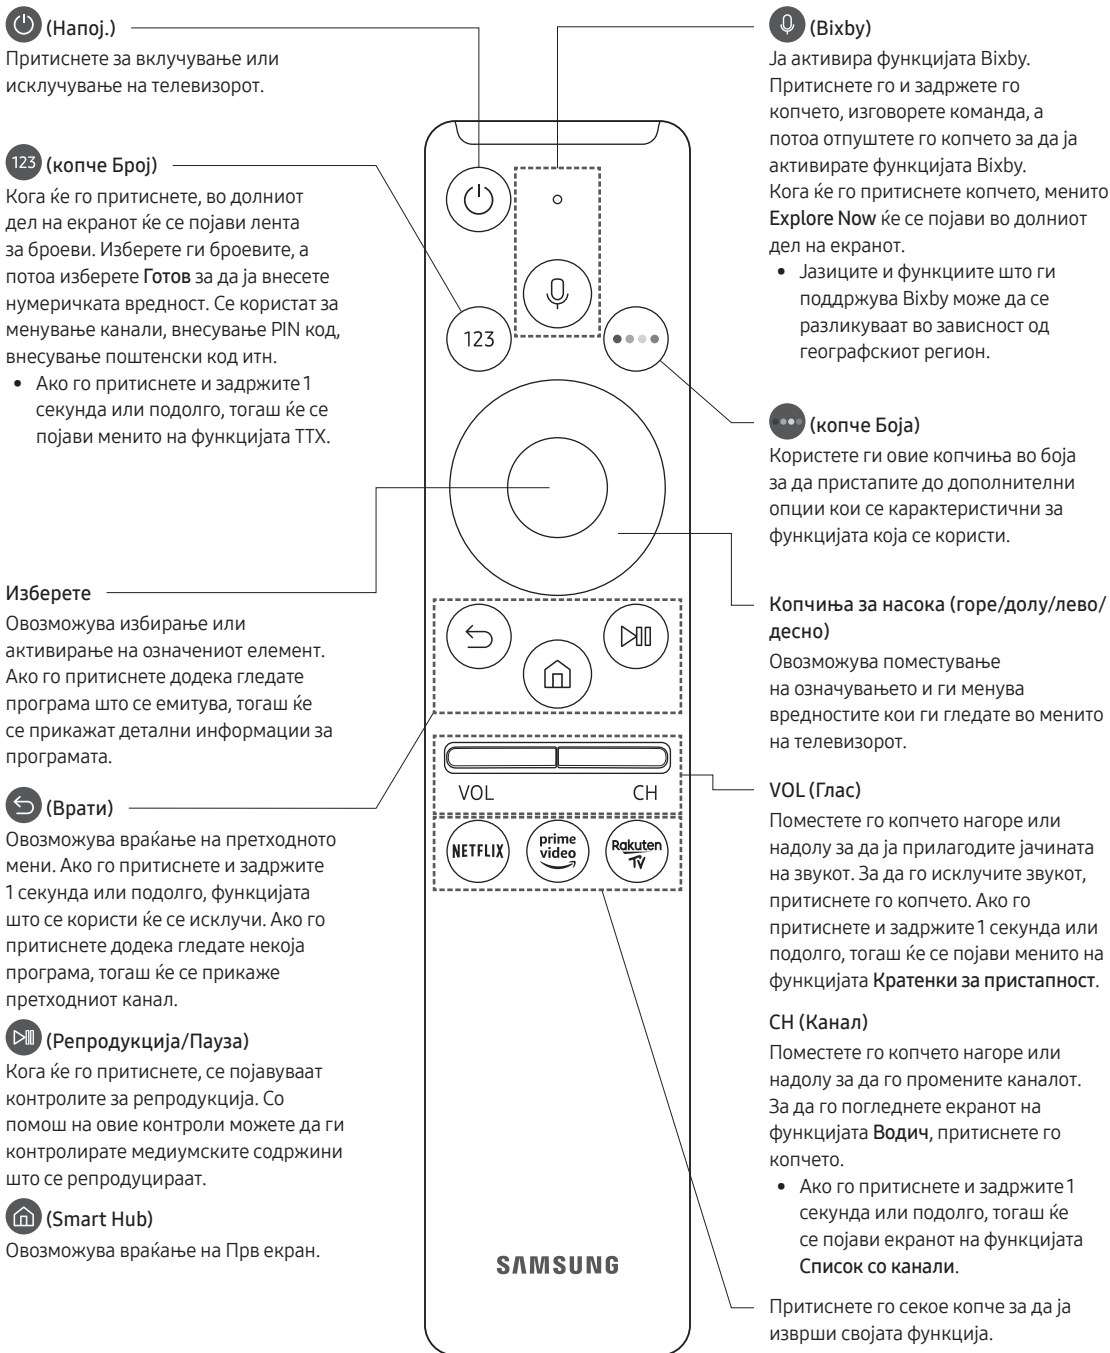 (Напој.)
Притиснете за вклучување или
исклучување на телевизорот.
123 (копче Број)
Кога ќе го притиснете, во долниот
дел на екранот ќе се појави лента
за броеви. Изберете ги броевите, а
потоа изберете Готов за да ја внесете
нумеричката вредност. Се користат за
менување канали, внесување PIN код,
внесување поштенски код итн.
• Ако го притиснете и задржите 1
секунда или подолго, тогаш ќе се
појави менито на функцијата TTX.
Изберете
Овозможува избирање или
активирање на означениот елемент.
Ако го притиснете додека гледате
програма што се емитува, тогаш ќе
се прикажат детални информации за
програмата.
(Врати)
Овозможува враќање на претходното
мени. Ако го притиснете и задржите
1 секунда или подолго, функцијата
што се користи ќе се исклучи. Ако го
притиснете додека гледате некоја
програма, тогаш ќе се прикаже
претходниот канал.
(Репродукција/Пауза)
Кога ќе го притиснете, се појавуваат
контролите за репродукција. Со
помош на овие контроли можете да ги
контролирате медиумските содржини
што се репродуцираат.
(Smart Hub)
Овозможува враќање на Прв екран.
123
VOL CH
NETFLIX
prime
video
Rakuten
TV
SAMSUNG
(Bixby)
Ја активира функцијата Bixby.
Притиснете го и задржете го
копчето, изговорете команда, а
потоа отпуштете го копчето за да ја
активирате функцијата Bixby.
Кога ќе го притиснете копчето, менито
Explore Now ќе се појави во долниот
дел на екранот.
• Јазиците и функциите што ги
поддржува Bixby може да се
разликуваат во зависност од
географскиот регион.
(копче Боја)
Користете ги овие копчиња во боја
за да пристапите до дополнителни
опции кои се карактеристични за
функцијата која се користи.
Копчиња за насока (горе/долу/лево/
десно)
Овозможува поместување
на означувањето и ги менува
вредностите кои ги гледате во менито
на телевизорот.
VOL (Глас)
Поместете го копчето нагоре или
надолу за да ја прилагодите јачината
на звукот. За да го исклучите звукот,
притиснете го копчето. Ако го
притиснете и задржите 1 секунда или
подолго, тогаш ќе се појави менито на
функцијата Кратенки за пристапност.
CH (Канал)
Поместете го копчето нагоре или
надолу за да го промените каналот.
За да го погледнете екранот на
функцијата Водич, притиснете го
копчето.
• Ако го притиснете и задржите 1
секунда или подолго, тогаш ќе
се појави екранот на функцијата
Список со канали.
Притиснете го секое копче за да ја
изврши својата функција.